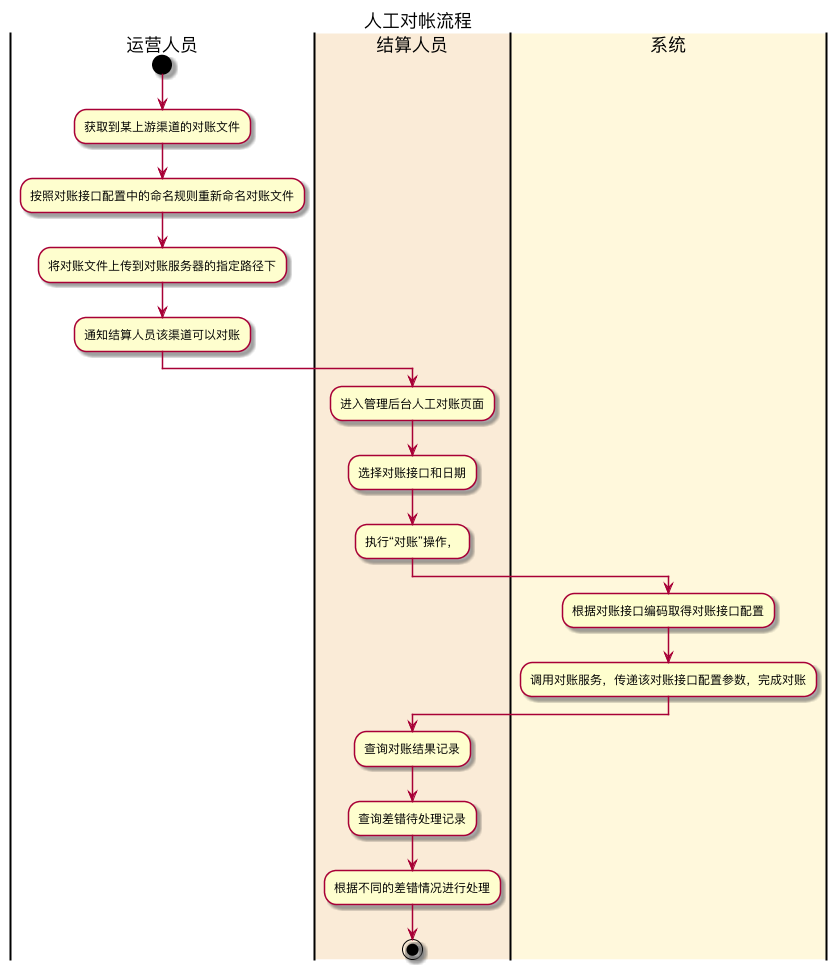 人工对帐流程
运营人员
结算人员
系统
获取到某上游渠道的对账文件
按照对账接口配置中的命名规则重新命名对账文件
将对账文件上传到对账服务器的指定路径下
通知结算人员该渠道可以对账
进入管理后台人工对账页面
选择对账接口和日期
执行“对账”操作，
根据对账接口编码取得对账接口配置
调用对账服务，传递该对账接口配置参数，完成对账
查询对账结果记录
查询差错待处理记录
根据不同的差错情况进行处理